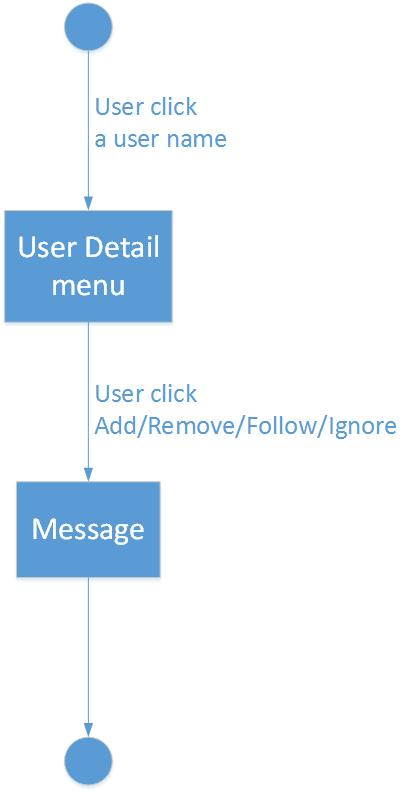 User click
a user name
User Detail
menu
User click
Add/Remove/Follow/Ignore
Message